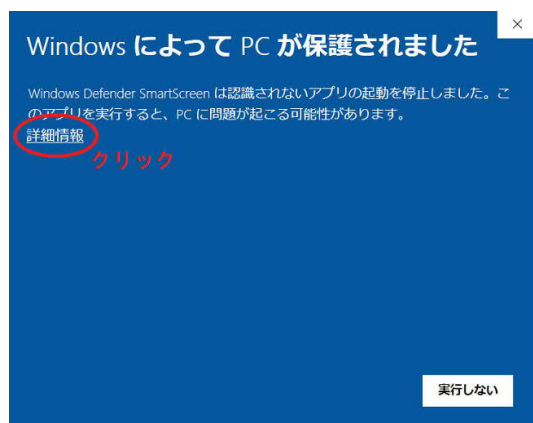 Windows によって PC が保護されました
Windows Defender SmartScreen は認識されないアプリの起動を停止しました。こ
のアプリを実行すると、PC に問題が起こる可能性があります。
詳細情報
クリック
実行しない